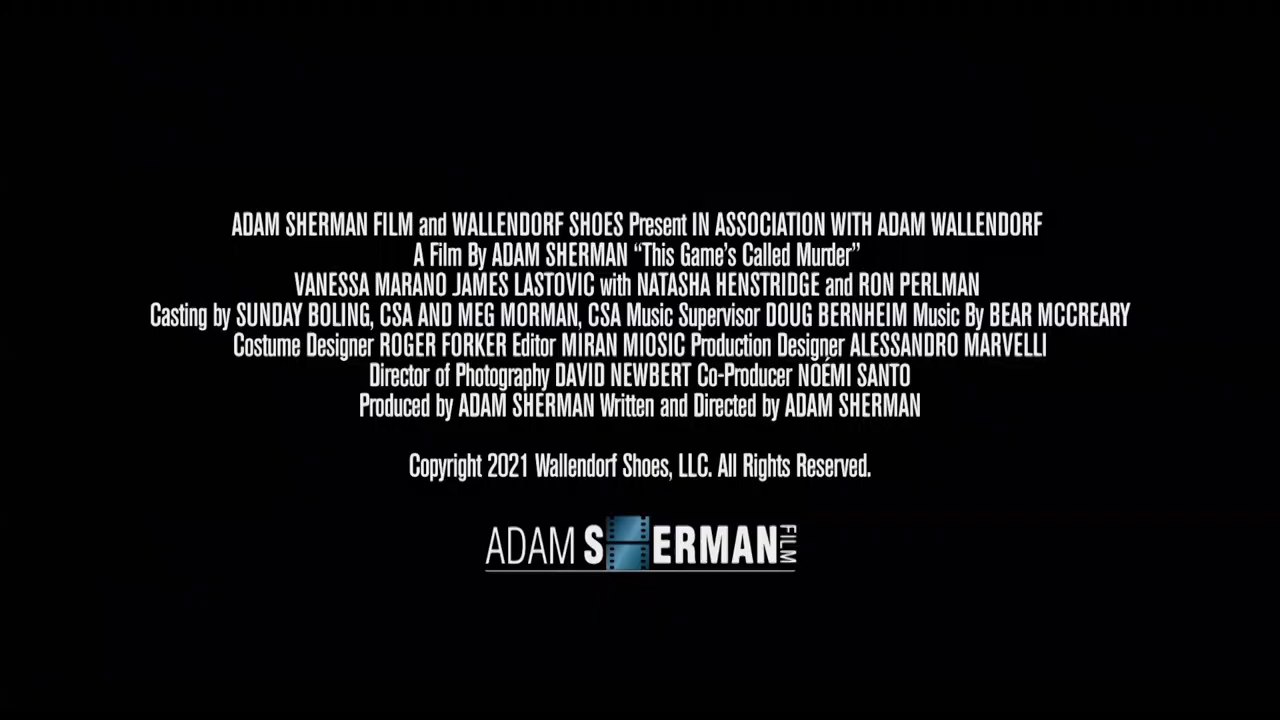 ADAM SHERMAN FILM and WALLENDORF SHOES Present IN ASSOCIATION WITH ADAM WALLENDORF
A Film By ADAM SHERMAN “This Game’s Called Murder”
VANESSA MARANO JAMES LASTOVIC with NATASHA HENSTRIDGE and RON PERLMAN
Casting by SUNDAY BOLING, CSA AND MEG MORMAN, CSA Music Supervisor DOUG BERNHEIM Music By BEAR MCCREARY
Costume Designer ROGER FORKER Editor MIRAN MIOSIC Production Designer ALESSANDRO MARVELLI
Director of Photography DAVID NEWBERT Co-Producer NOÉMI SANTO
Produced by ADAM SHERMAN Written and Directed by ADAM SHERMAN
Copyright 2021 Wallendorf Shoes, LLC. All Rights Reserved.
ADAM SHERMAN FILM